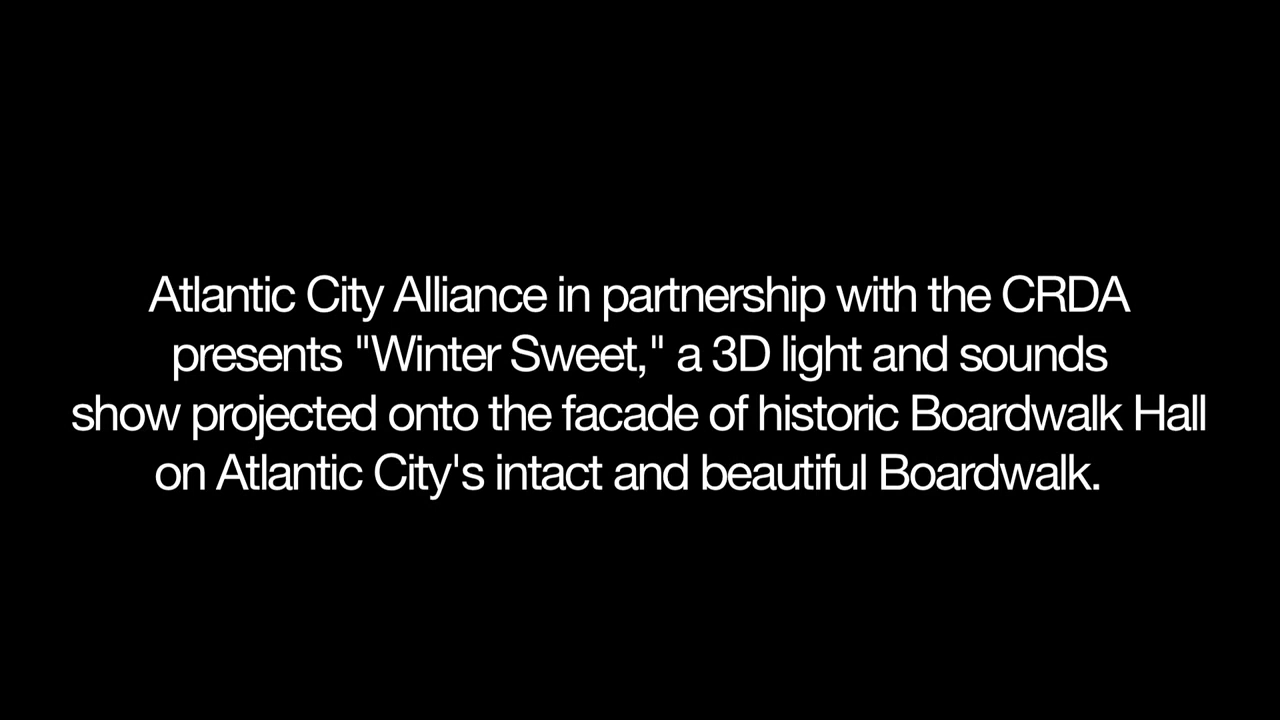 Atlantic City Alliance in partnership with the CRDA
presents "Winter Sweet," a 3D light and sounds
show projected onto the facade of historic Boardwalk Hall
on Atlantic City's intact and beautiful Boardwalk.